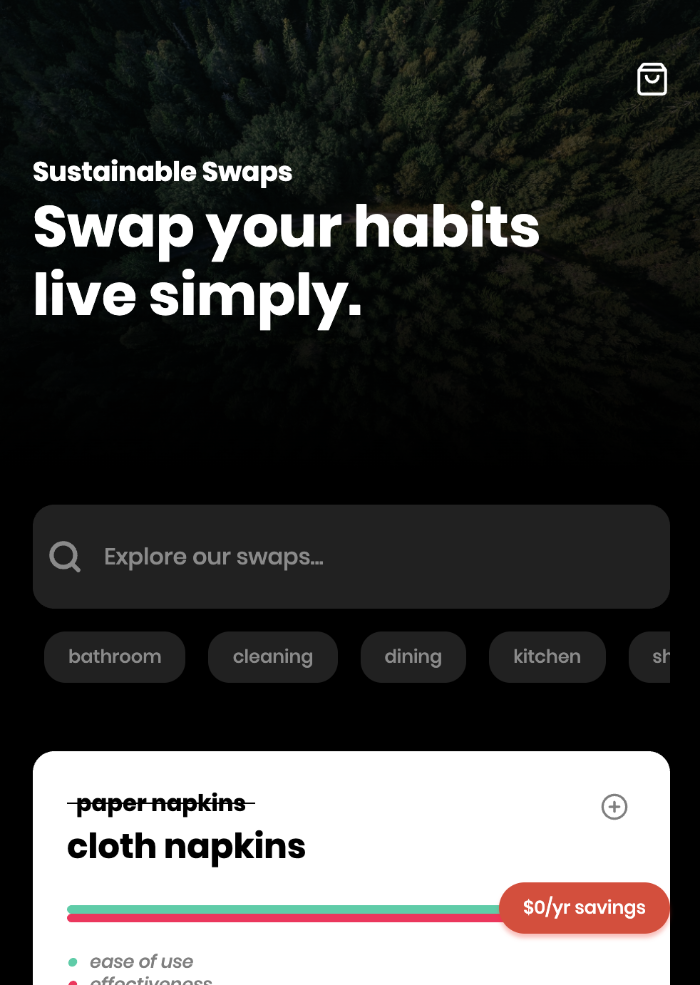 Sustainable Swaps
Swap your habits
live simply.
Explore our swaps...
bathroom cleaning dining kitchen sh
paper napkins
cloth napkins
$0/yr savings
ease of use
effectiveness